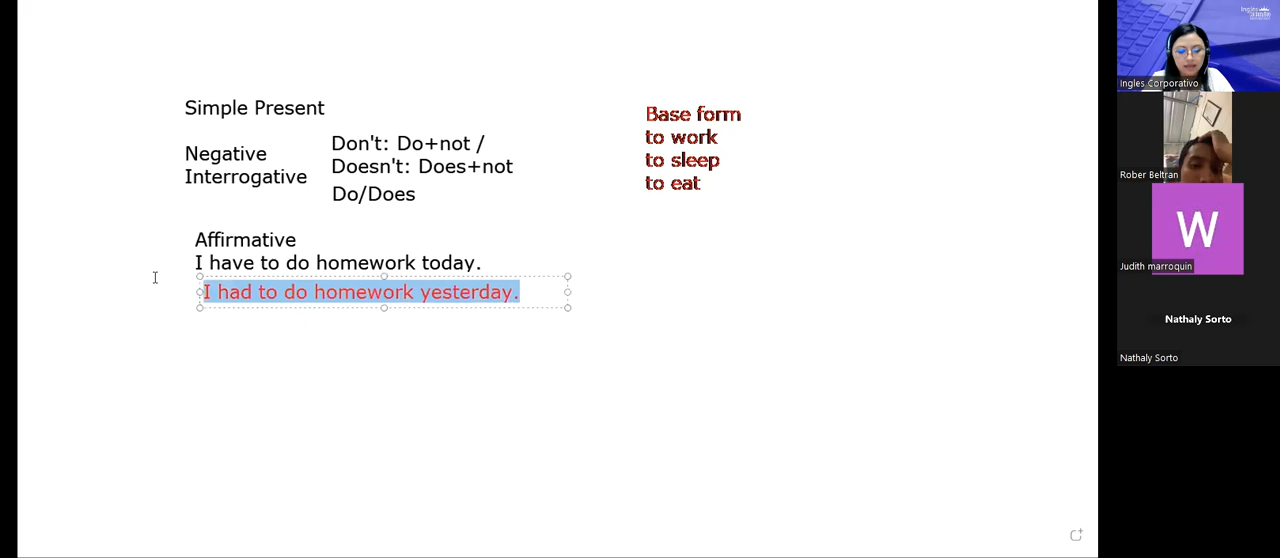 Simple Present
Negative
Interrogative
Don't: Do+not /
Doesn't: Does+not
Do/Does
Affirmative
I have to do homework today.
I had to do homework yesterday.
Base form
to work
to sleep
to eat
Ingles Corporativo
Rober Beltran
W
Judith marroquin
Nathaly Sorto
Nathaly Sorto